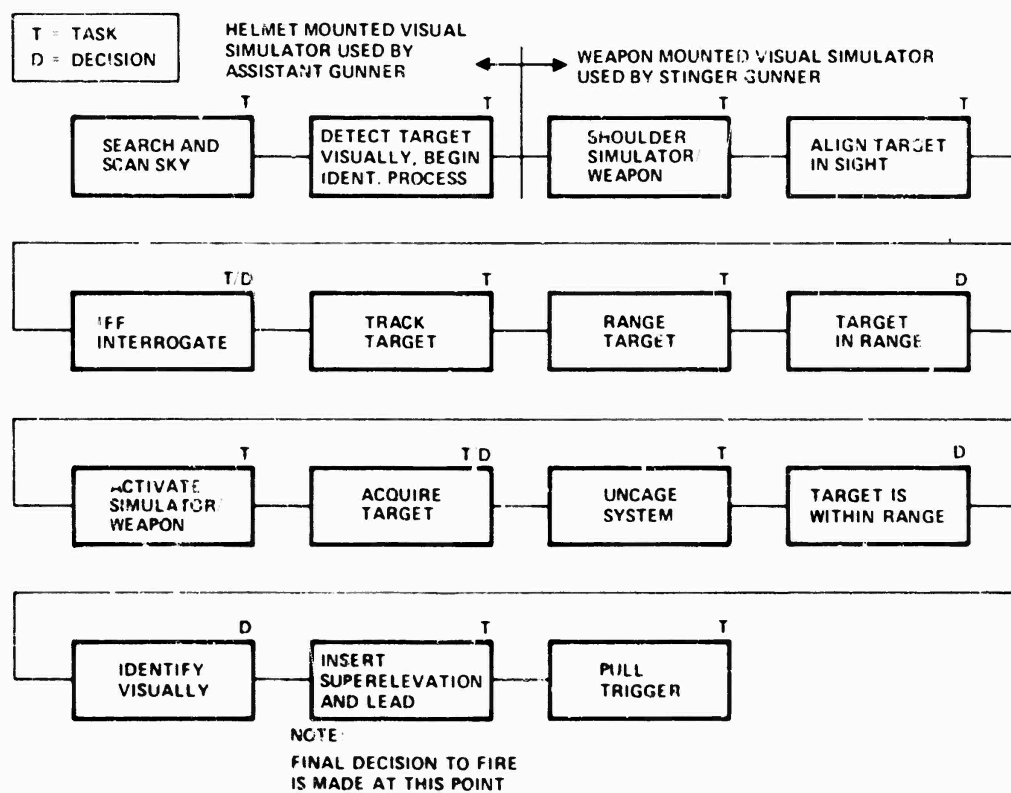 T = TASK
D = DECISION
HELMET MOUNTED VISUAL
SIMULATOR USED BY
ASSISTANT GUNNER
WEAPON MOUNTED VISUAL SIMULATOR
USED BY STINGER GUNNER
T
SEARCH AND
SCAN SKY
T
DETECT TARGET
VISUALLY, BEGIN
IDENT. PROCESS
T
SHOULDER
SIMULATOR/
WEAPON
T
ALIGN TARGET
IN SIGHT
T/D
IFF
INTERROGATE
T
TRACK
TARGET
T
RANGE
TARGET
D
TARGET
IN RANGE
T
ACTIVATE
SIMULATOR/
WEAPON
T/D
ACQUIRE
TARGET
T
UNCAGE
SYSTEM
D
TARGET IS
WITHIN RANGE
D
IDENTIFY
VISUALLY
T
INSERT
SUPERELEVATION
AND LEAD
T
PULL
TRIGGER
NOTE:
FINAL DECISION TO FIRE
IS MADE AT THIS POINT